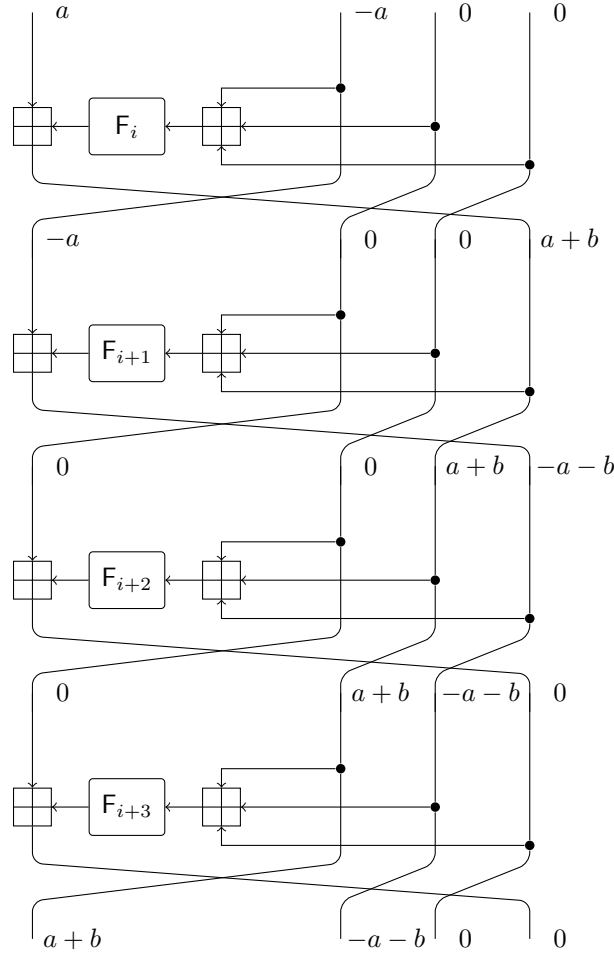 a −a 0 0
F_i
−a 0 0 a + b
F_{i+1}
0 0 a + b −a − b
F_{i+2}
0 a + b −a − b 0
F_{i+3}
a + b −a − b 0 0